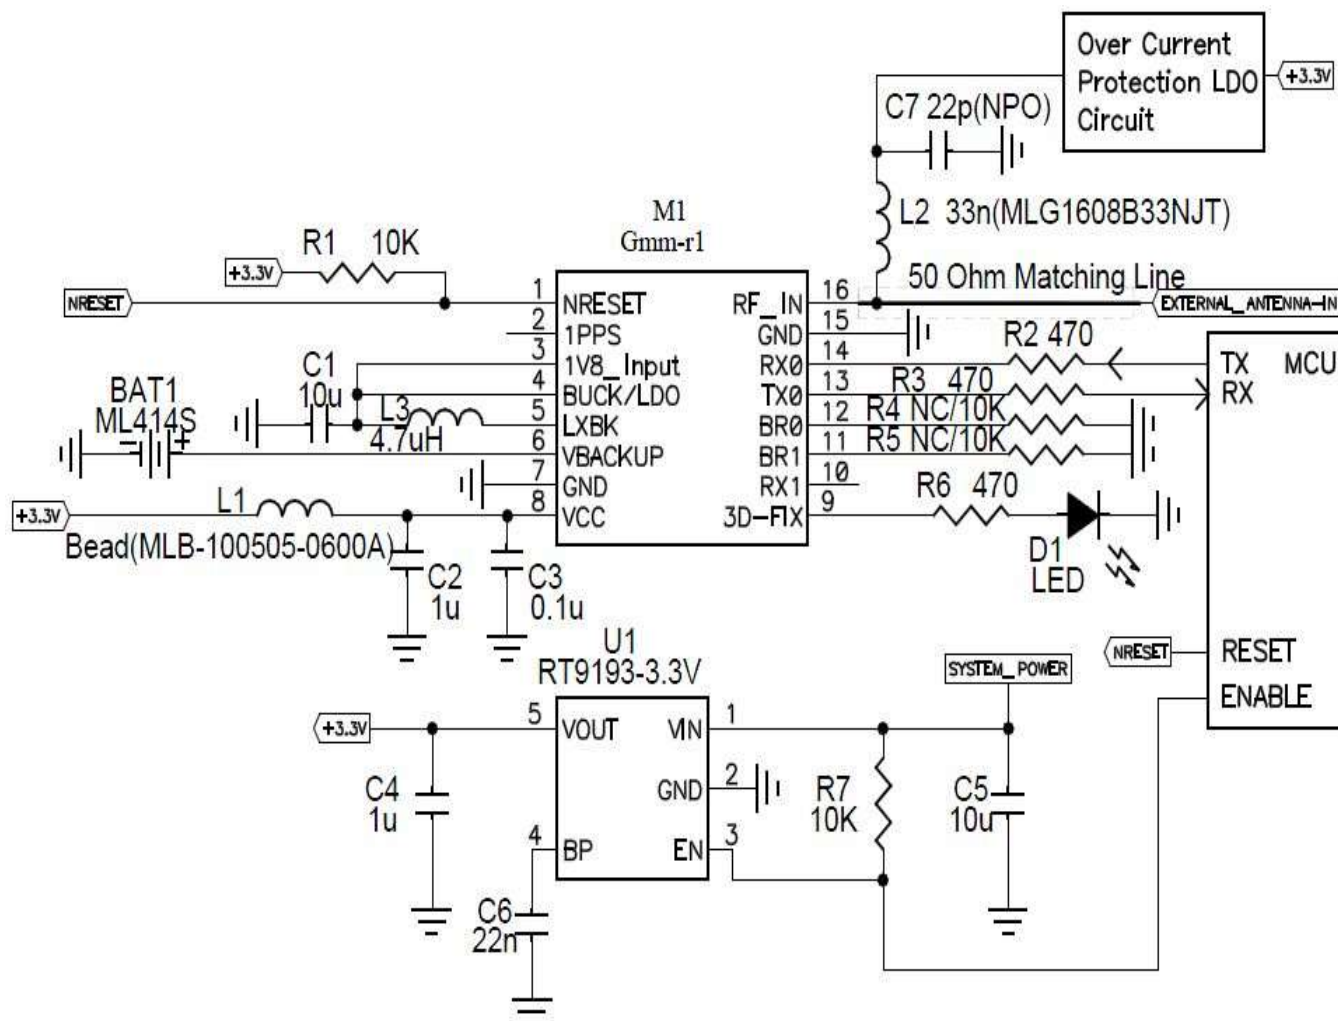 Over Current
Protection LDO
Circuit
+3.3V
C7 22p(NPO)
L2 33n(MLG1608B33NJT)
M1
Gmm-r1
R1 10K
+3.3V
50 Ohm Matching Line
NRESET
1 NRESET RF_IN 16
EXTERNAL_ANTENNA-IN
2 1PPS GND 15
R2 470
3 1V8_Input RX0 14
TX MCU
C1
10u
BAT1
ML414S
4 BUCK/LDO TX0 13
R3 470
RX
L3
4.7uH
5 LXBK BR0 12
R4 NC/10K
6 VBACKUP BR1 11
R5 NC/10K
7 GND RX1 10
8 VCC 3D-FIX 9
R6 470
L1
+3.3V
Bead(MLB-100505-0600A)
D1
LED
C2
1u
C3
0.1u
U1
RT9193-3.3V
SYSTEM_POWER
NRESET
RESET
ENABLE
+3.3V
5 VOUT VIN 1
GND 2
C4
1u
R7
10K
C5
10u
4 BP EN 3
C6
22n
- +